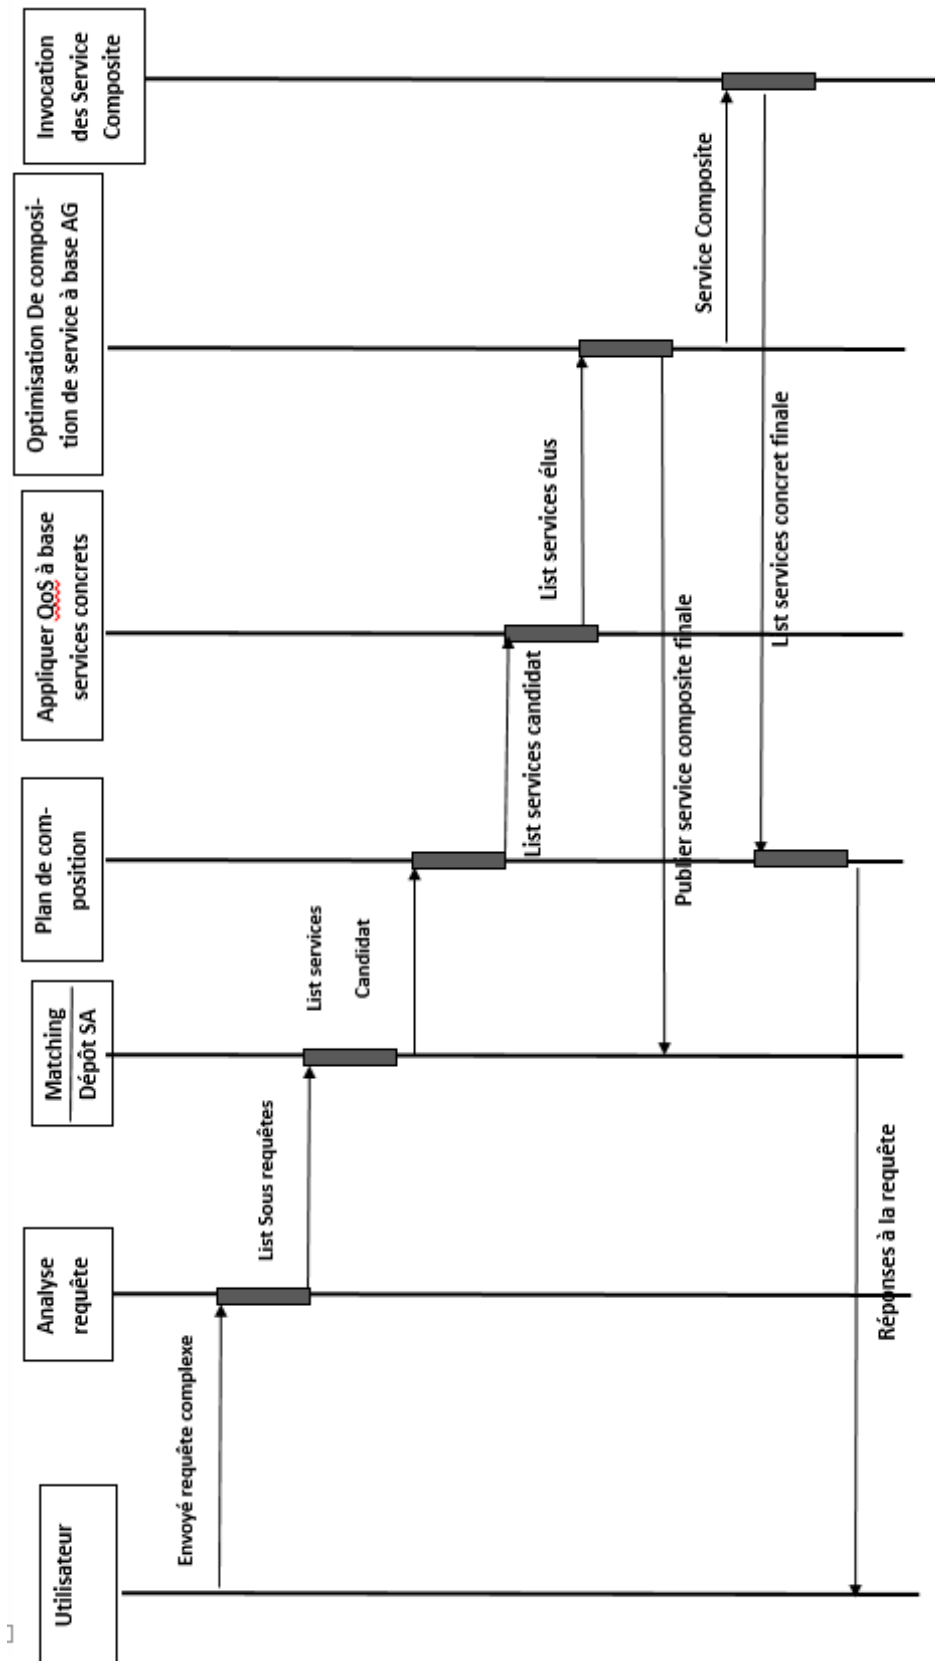 Utilisateur
Analyse
requête
Matching
Dépôt SA
Plan de com-
position
Appliquer QoS à base
services concrets
Optimisation De composi-
tion de service à base AG
Invocation
des Service
Composite
Envoyé requête complexe
List Sous requêtes
List services
Candidat
List services candidat
List services élus
Publier service composite finale
Service Composite
List services concret finale
Réponses à la requête